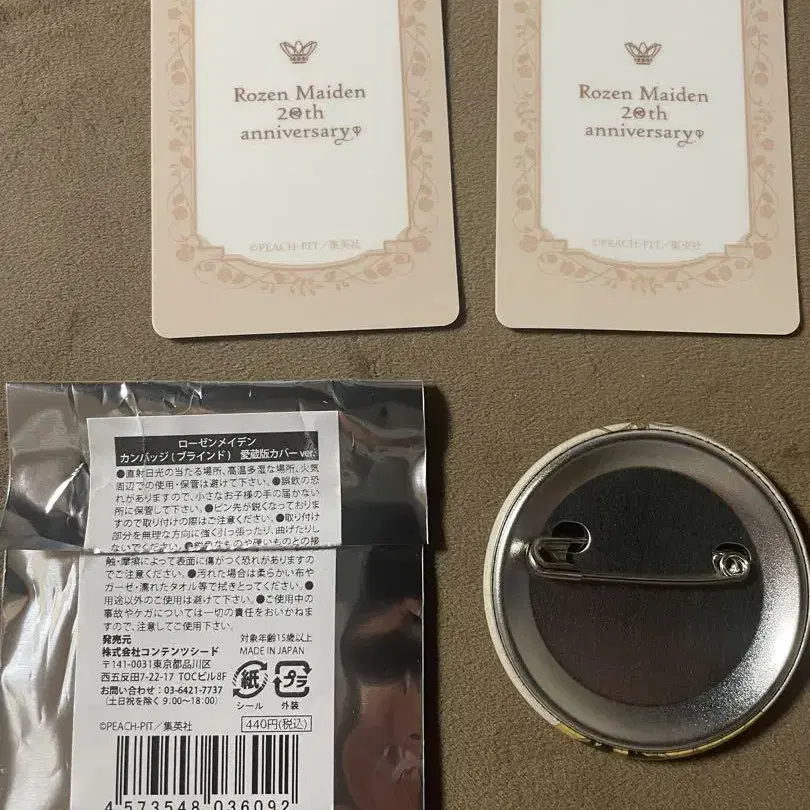 Rozen Maiden
20th
anniversary
©PEACH-PIT／集英社
Rozen Maiden
20th
anniversary
©PEACH-PIT／集英社
ローゼンメイデン
カンバッジ(ブラインド) 愛蔵版カバーver.
●直射日光の当たる場所、高温多湿な場所、火気
周辺での使用・保管は避けて下さい。●誤飲の恐
れがありますので、小さなお子様の手の届かない
所に保管して下さい。●ピン先が鋭くなっておりま
すので取り付けの際はご注意ください。●取り付け
部分を無理な方向に強く引っ張ったり、曲げたりし
ないでください。●鋭利なものや硬いものとの接
触・摩擦によって表面に傷がつく恐れがありますの
でご注意ください。●汚れた場合は柔らかい布や
ガーゼ・濡れたタオル等で拭きとってください。●
用途以外のご使用は避けて下さい。●ご使用中の
事故やケガについては一切の責任をおいかねま
すので、注意してご使用下さい。
発売元 対象年齢15歳以上
株式会社コンテンツシード MADE IN JAPAN
〒141-0031東京都品川区
西五反田7-22-17 TOCビル8F
お問い合わせ：03-6421-7737
(土日祝を除く 9:00～18:00)
紙 プラ
シール 外装
©PEACH-PIT／集英社 440円(税込)
4 573548 036092